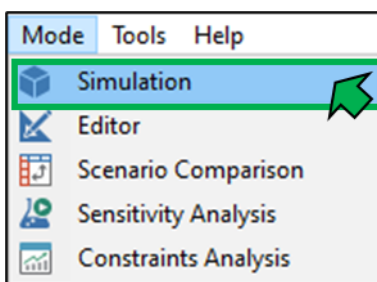 Mode Tools Help
Simulation
Editor
Scenario Comparison
Sensitivity Analysis
Constraints Analysis